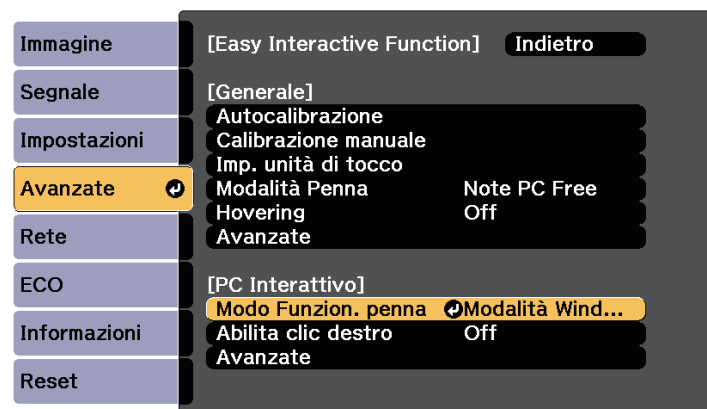 Immagine
Segnale
Impostazioni
Avanzate
Rete
ECO
Informazioni
Reset
[Easy Interactive Function] Indietro
[Generale]
Autocalibrazione
Calibrazione manuale
Imp. unità di tocco
Modalità Penna Note PC Free
Hovering Off
Avanzate
[PC Interattivo]
Modo Funzion. penna Modalità Wind...
Abilita clic destro Off
Avanzate